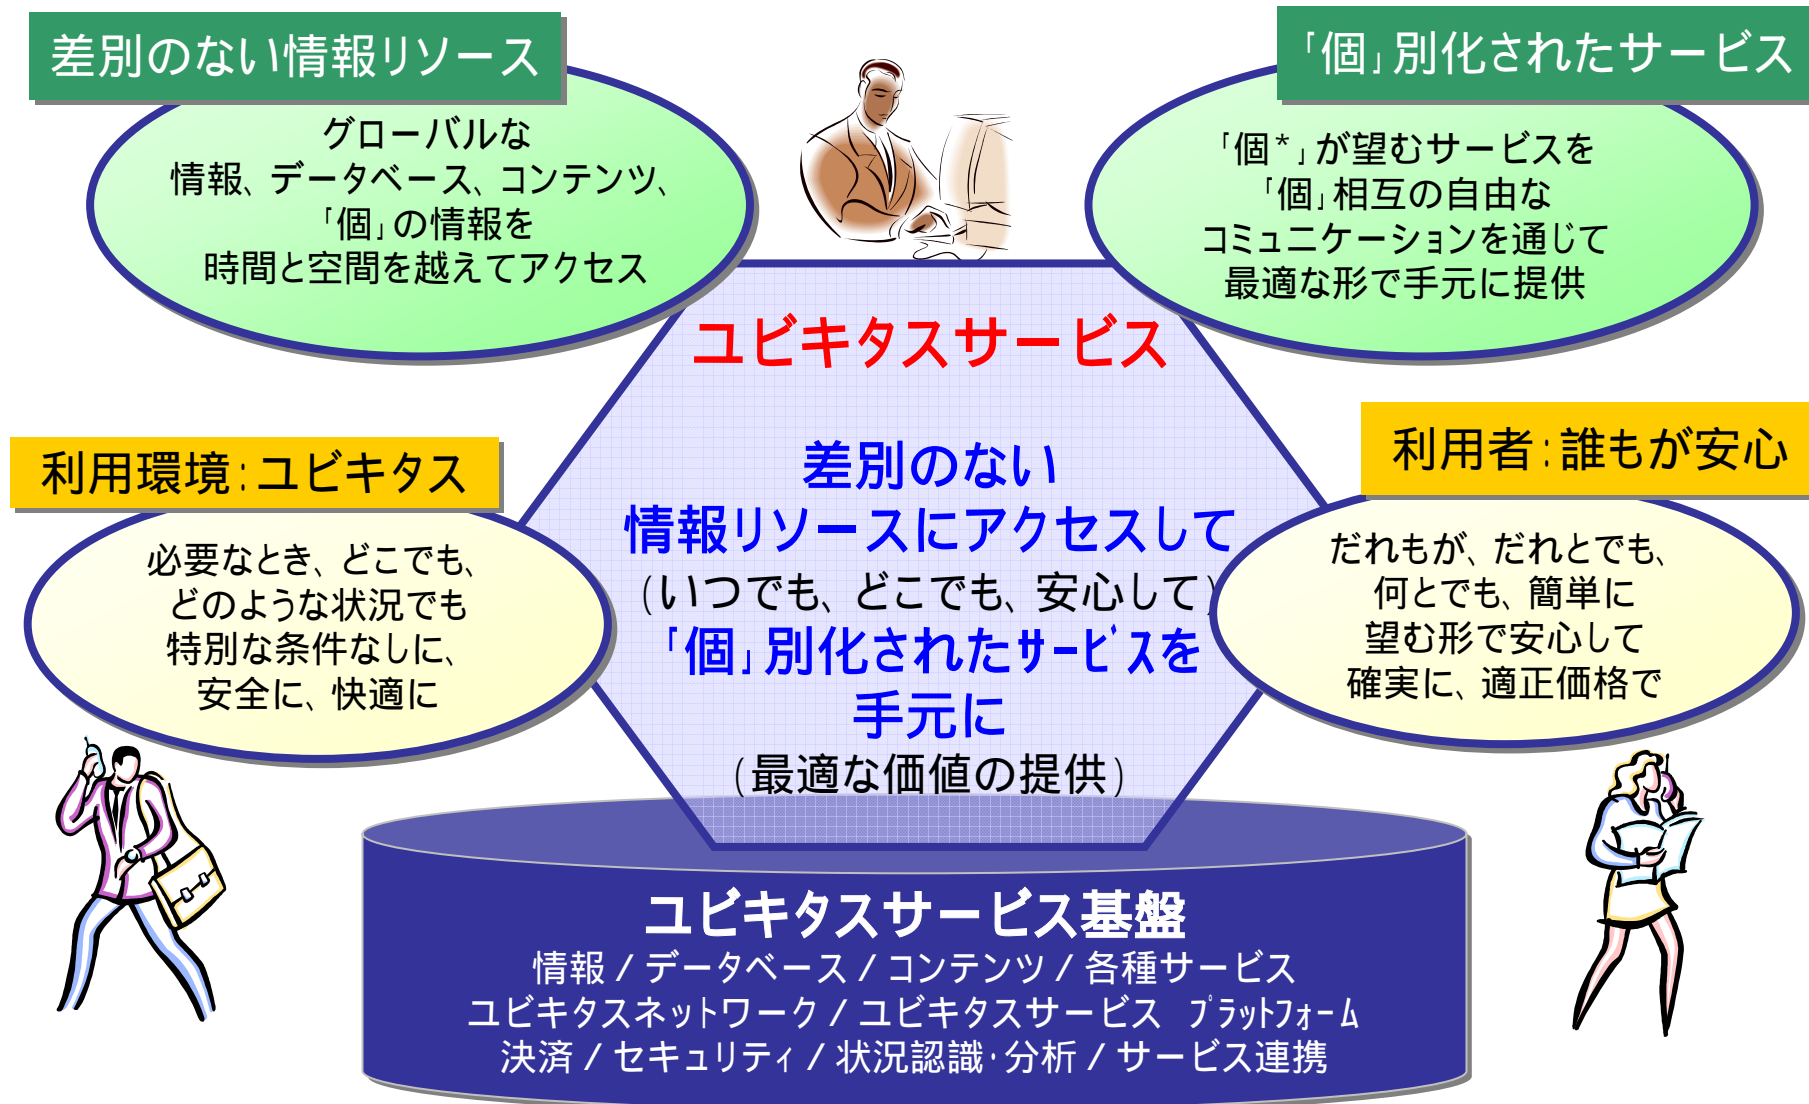 差別のない情報リソース
グローバルな
情報、データベース、コンテンツ、
「個」の情報を
時間と空間を越えてアクセス
「個」別化されたサービス
「個*」が望むサービスを
「個」相互の自由な
コミュニケーションを通じて
最適な形で手元に提供
ユビキタスサービス
差別のない
情報リソースにアクセスして
(いつでも、どこでも、安心して)
「個」別化されたｻｰﾋﾞｽを
手元に
(最適な価値の提供)
利用環境:ユビキタス
必要なとき、どこでも、
どのような状況でも
特別な条件なしに、
安全に、快適に
利用者:誰もが安心
だれもが、だれとでも、
何とでも、簡単に
望む形で安心して
確実に、適正価格で
ユビキタスサービス基盤
情報/データベース/コンテンツ/各種サービス
ユビキタスネットワーク/ユビキタスサービス ﾌﾟﾗｯﾄﾌｫｰﾑ
決済/セキュリティ/状況認識・分析/サービス連携